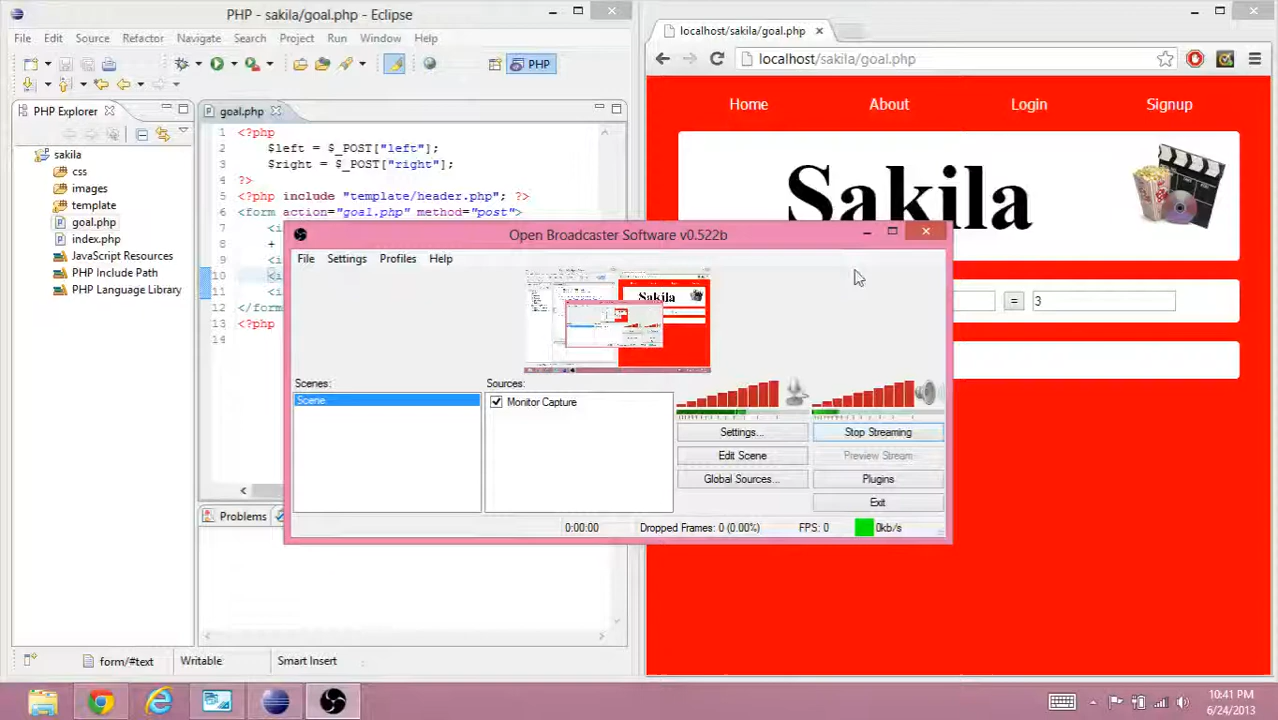 PHP - sakila/goal.php - Eclipse
File Edit Source Refactor Navigate Search Project Run Window Help
PHP
PHP Explorer
sakila
css
images
template
goal.php
index.php
JavaScript Resources
PHP Include Path
PHP Language Library
goal.php
1 <?php
2 $left = $_POST["left"];
3 $right = $_POST["right"];
4 ?>
5 <?php include "template/header.php"; ?>
6 <form action="goal.php" method="post">
7 <i
8 +
9 <i
10 <i
11 <i
12 </form>
13 <?php
14
Problems
form/#text Writable Smart Insert
localhost/sakila/goal.php
localhost/sakila/goal.php
Home About Login Signup
Sakila
= 3
Open Broadcaster Software v0.522b
File Settings Profiles Help
Scenes:
Scene
Sources:
Monitor Capture
Settings...
Stop Streaming
Edit Scene
Preview Stream
Global Sources...
Plugins
Exit
0:00:00 Dropped Frames: 0 (0.00%) FPS: 0 0kb/s
10:41 PM
6/24/2013